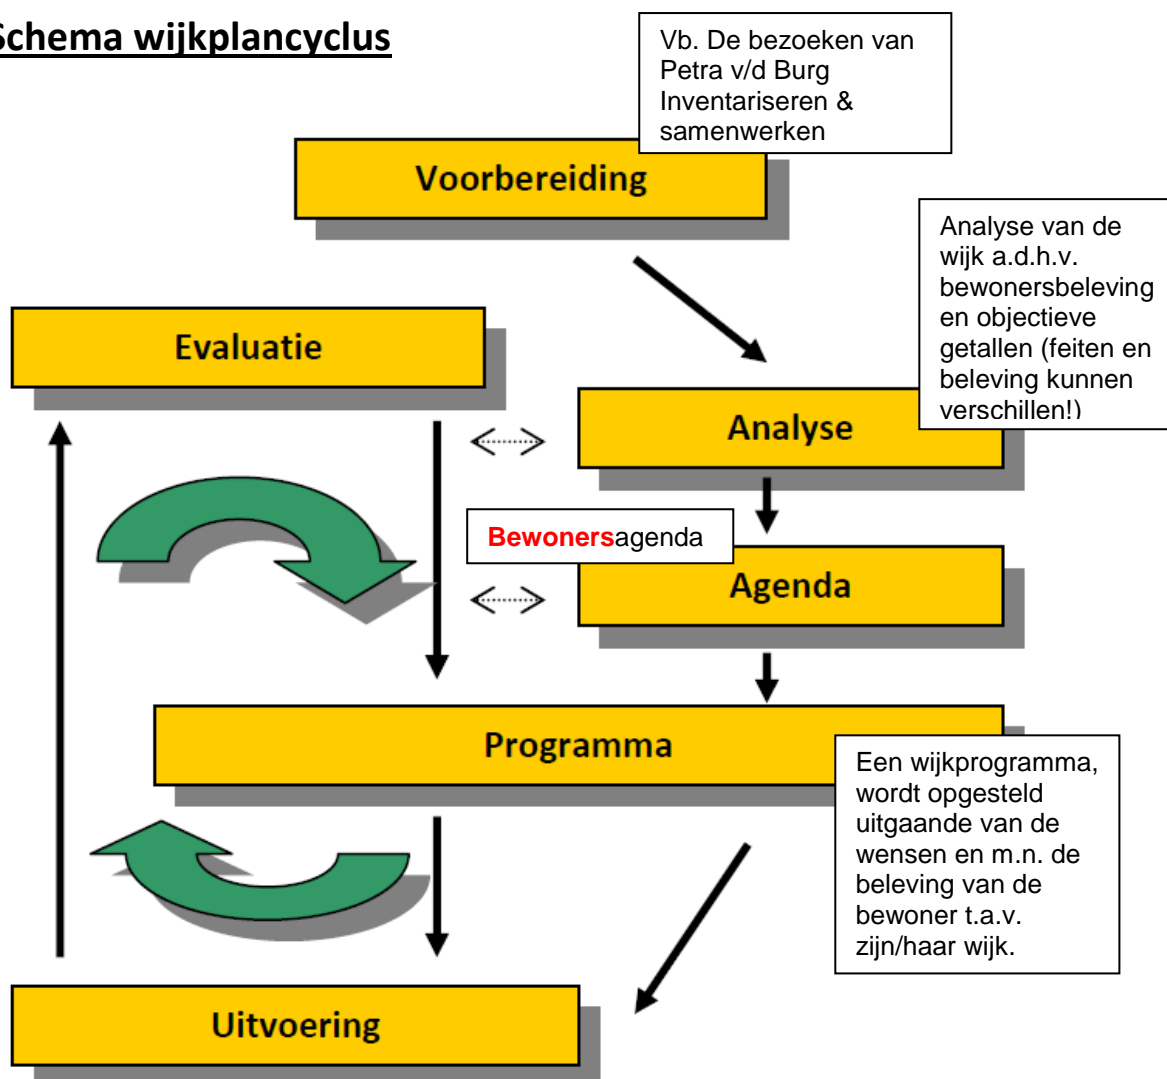 Schema wijkplancyclus
Vb. De bezoeken van
Petra v/d Burg
Inventariseren &
samenwerken
Voorbereiding
Analyse van de
wijk a.d.h.v.
bewonersbeleving
en objectieve
getallen (feiten en
beleving kunnen
verschillen!)
Evaluatie
Analyse
Bewonersagenda
Agenda
Programma
Een wijkprogramma,
wordt opgesteld
uitgaande van de
wensen en m.n. de
beleving van de
bewoner t.a.v.
zijn/haar wijk.
Uitvoering